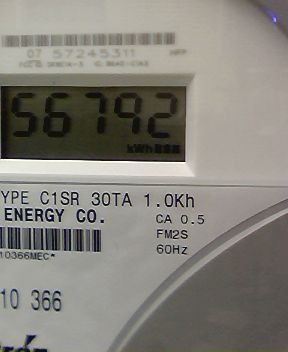 07 57245311
56792
kWh
YPE C1SR 30TA 1.0Kh
ENERGY CO.
CA 0.5
FM2S
60Hz
10366MEC*
10 366